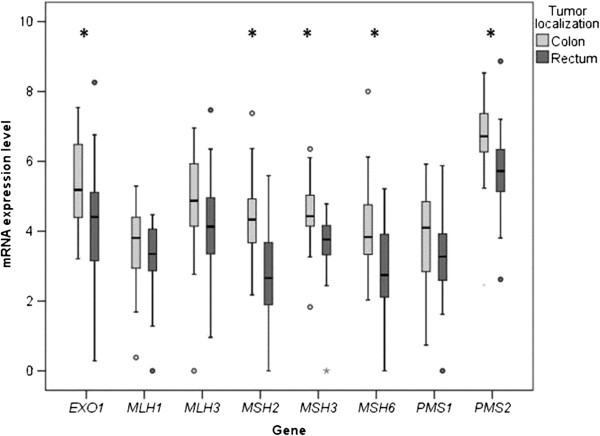 Tumor
localization
Colon
Rectum
* * * * *
mRNA expression level
10
8
6
4
2
0
EXO1 MLH1 MLH3 MSH2 MSH3 MSH6 PMS1 PMS2
Gene